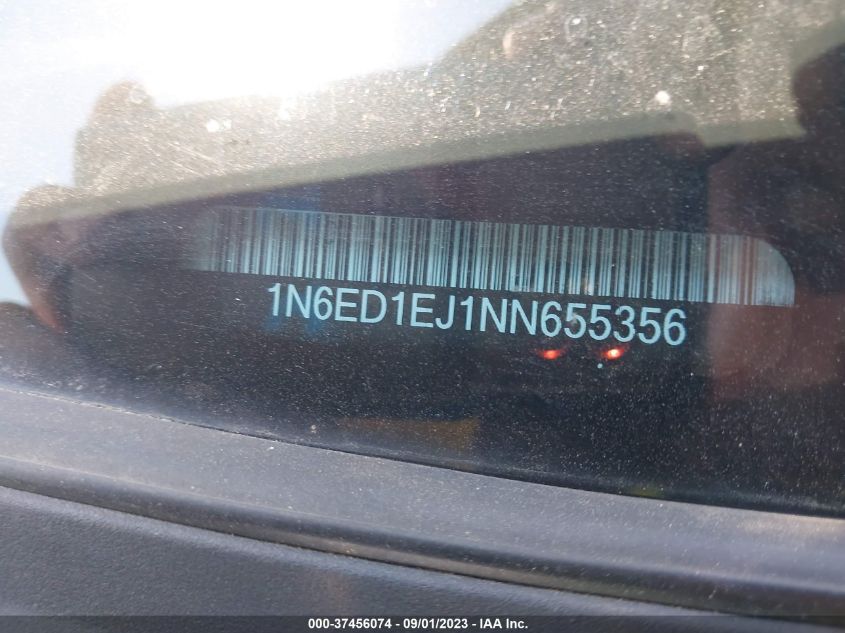 1N6ED1EJ1NN655356
000-37456074 - 09/01/2023 - IAA Inc.